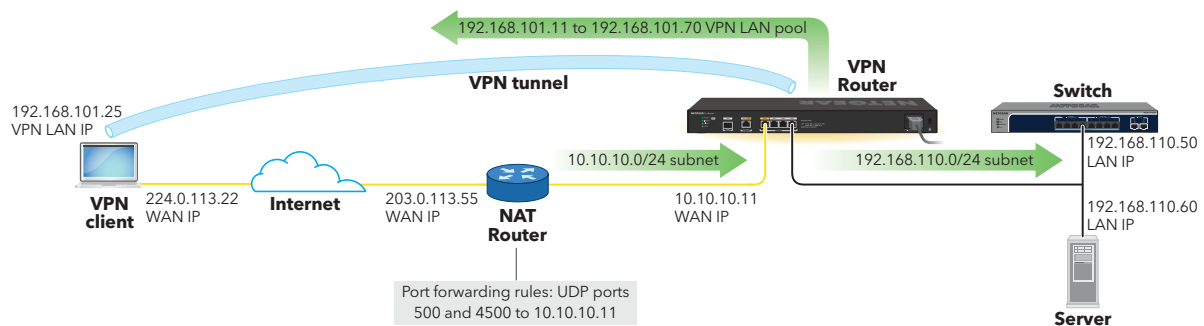 192.168.101.11 to 192.168.101.70 VPN LAN pool
VPN tunnel
VPN
Router
Switch
192.168.101.25
VPN LAN IP
NETGEAR
10.10.10.0/24 subnet
192.168.110.0/24 subnet
192.168.110.50
LAN IP
VPN
client
224.0.113.22
WAN IP
Internet
203.0.113.55
WAN IP
NAT
Router
10.10.10.11
WAN IP
192.168.110.60
LAN IP
Port forwarding rules: UDP ports
500 and 4500 to 10.10.10.11
Server